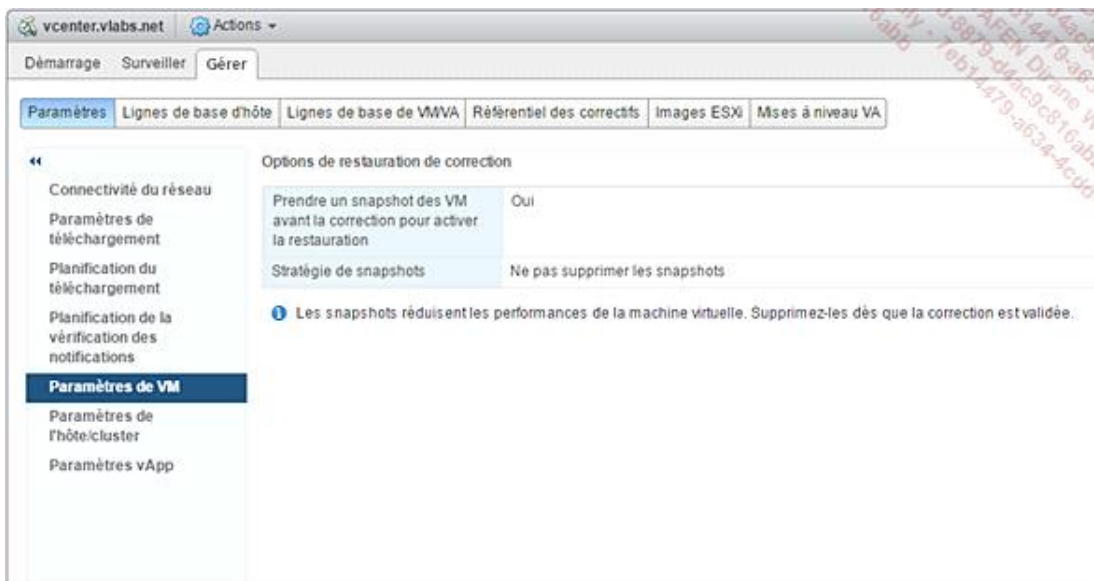 vcenter.vlabs.net Actions
Démarrage Surveiller Gérer
Paramètres Lignes de base d'hôte Lignes de base de VM/VA Référentiel des correctifs Images ESXi Mises à niveau VA
Options de restauration de correction
Connectivité du réseau
Paramètres de
téléchargement
Planification du
téléchargement
Planification de la
vérification des
notifications
Paramètres de VM
Paramètres de
l'hôte/cluster
Paramètres vApp
Prendre un snapshot des VM
avant la correction pour activer
la restauration
Oui
Stratégie de snapshots
Ne pas supprimer les snapshots
Les snapshots réduisent les performances de la machine virtuelle. Supprimez-les dès que la correction est validée.